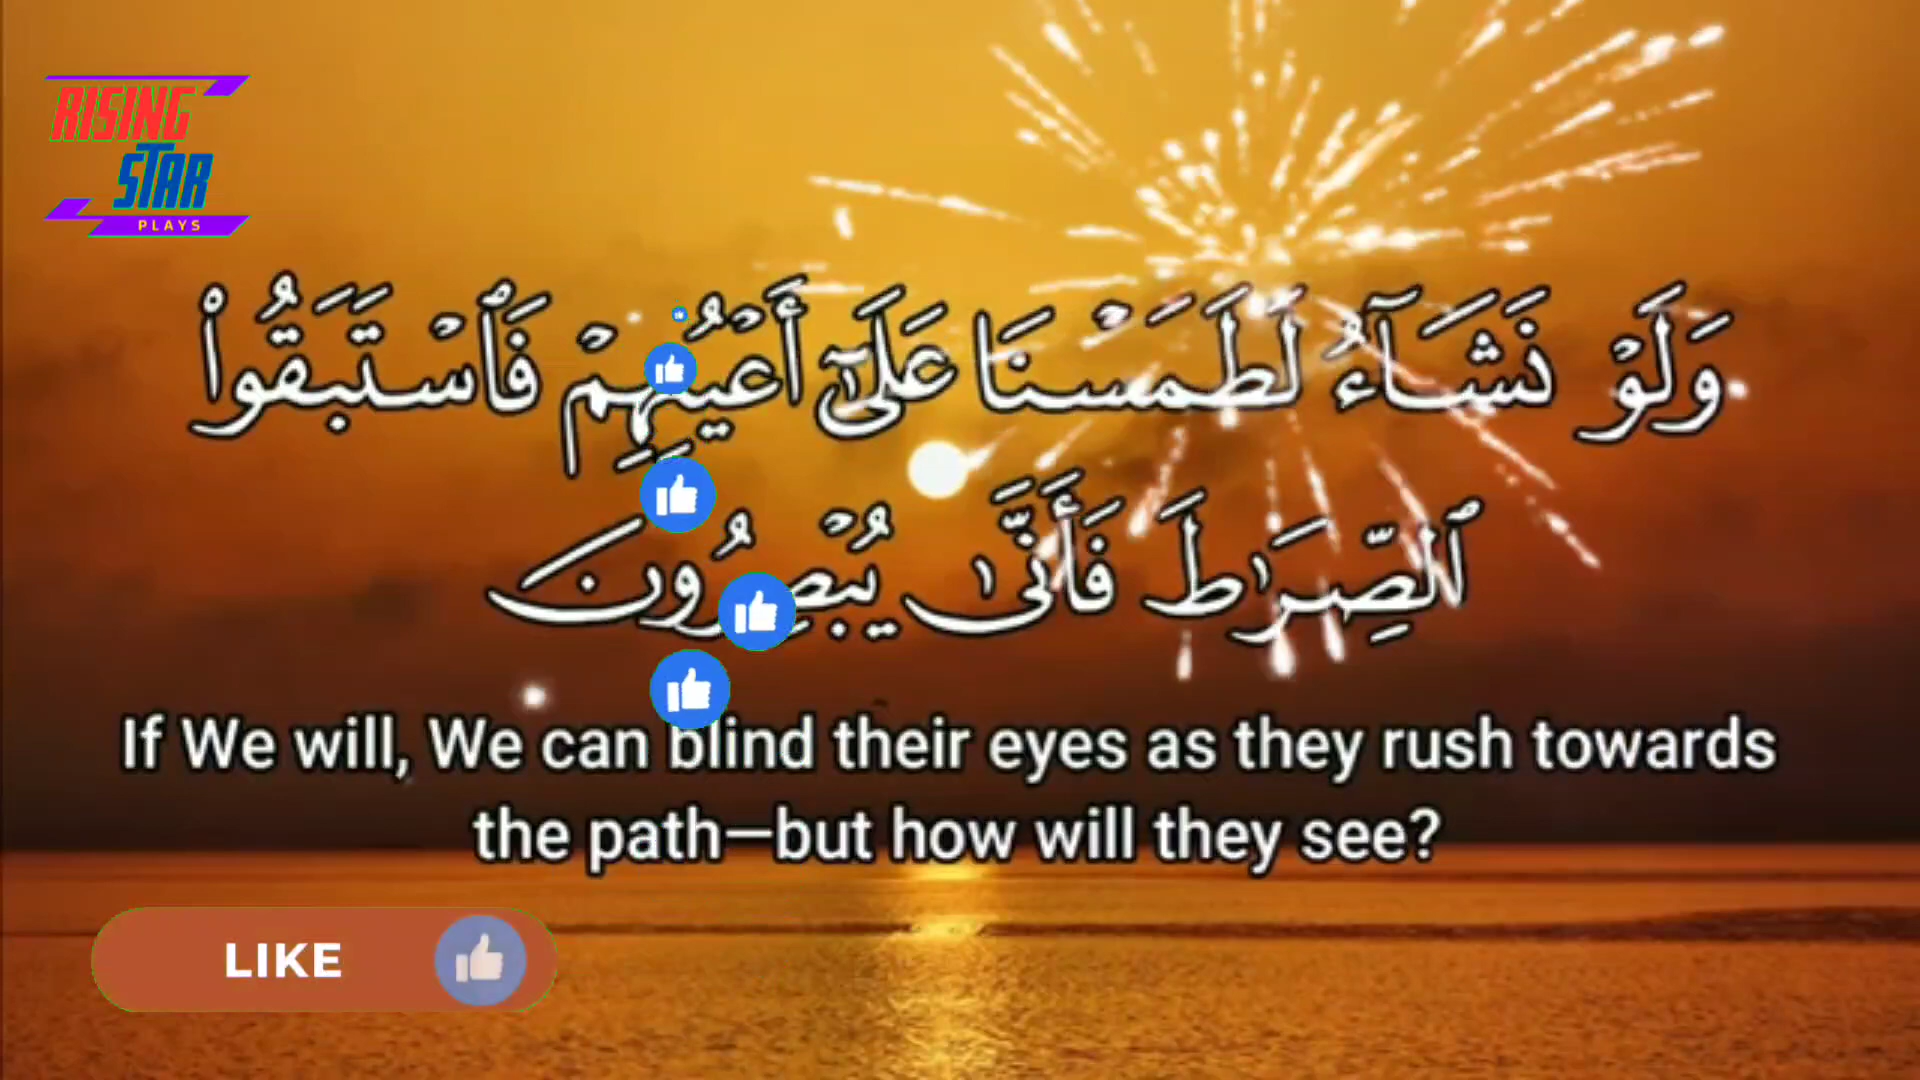 RISING
STAR
PLAYS
وَلَوْ نَشَآءُ لَطَمَسْنَا عَلَىٰٓ أَعْيُنِهِمْ فَٱسْتَبَقُوا۟
ٱلصِّرَٰطَ فَأَنَّىٰ يُبْصِرُونَ
If We will, We can blind their eyes as they rush towards
the path—but how will they see?
LIKE